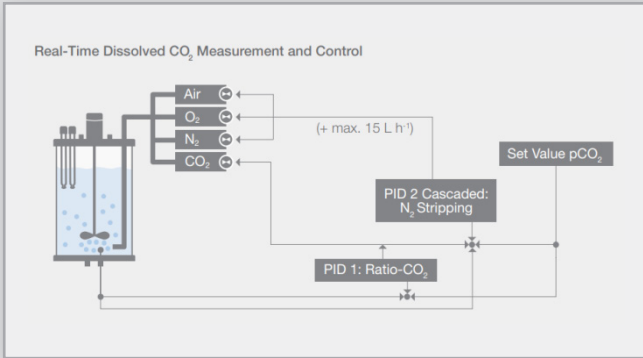 Real-Time Dissolved CO₂ Measurement and Control
Air
O₂
N₂
CO₂
(+ max. 15 L h⁻¹)
Set Value pCO₂
PID 2 Cascaded:
N₂ Stripping
PID 1: Ratio-CO₂